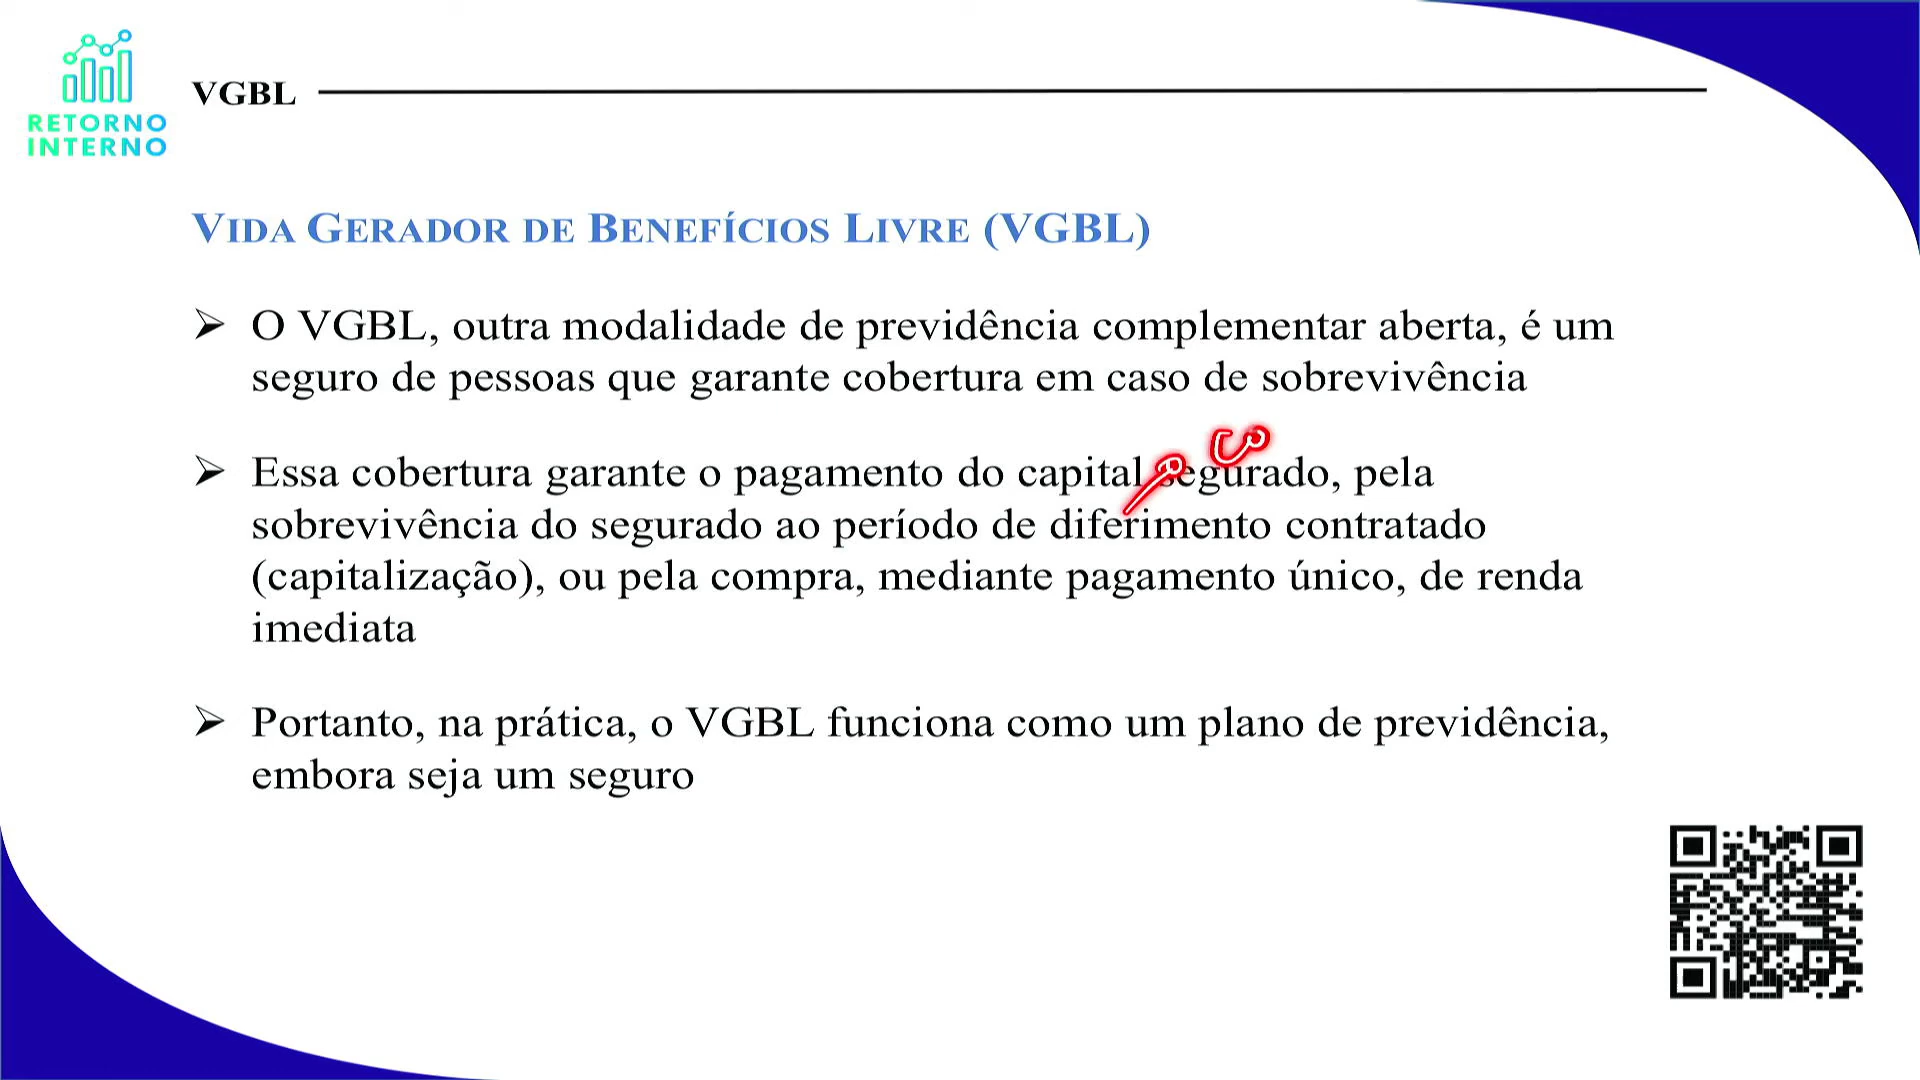 RETORNO
INTERNO
VGBL
VIDA GERADOR DE BENEFÍCIOS LIVRE (VGBL)
➤ O VGBL, outra modalidade de previdência complementar aberta, é um
seguro de pessoas que garante cobertura em caso de sobrevivência
➤ Essa cobertura garante o pagamento do capital segurado, pela
sobrevivência do segurado ao período de diferimento contratado
(capitalização), ou pela compra, mediante pagamento único, de renda
imediata
➤ Portanto, na prática, o VGBL funciona como um plano de previdência,
embora seja um seguro